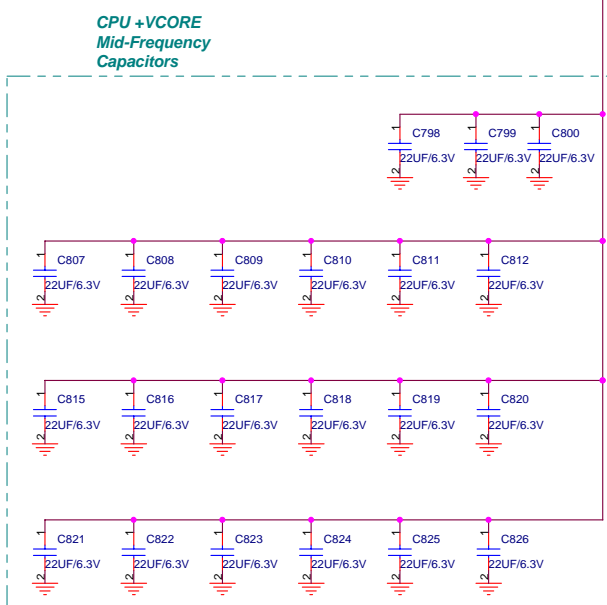 CPU +VCORE
Mid-Frequency
Capacitors
1 C798 1 C799 1 C800
22UF/6.3V 22UF/6.3V 22UF/6.3V
2 2 2
1 C807 1 C808 1 C809 1 C810 1 C811 1 C812
22UF/6.3V 22UF/6.3V 22UF/6.3V 22UF/6.3V 22UF/6.3V 22UF/6.3V
2 2 2 2 2 2
1 C815 1 C816 1 C817 1 C818 1 C819 1 C820
22UF/6.3V 22UF/6.3V 22UF/6.3V 22UF/6.3V 22UF/6.3V 22UF/6.3V
2 2 2 2 2 2
1 C821 1 C822 1 C823 1 C824 1 C825 1 C826
22UF/6.3V 22UF/6.3V 22UF/6.3V 22UF/6.3V 22UF/6.3V 22UF/6.3V
2 2 2 2 2 2